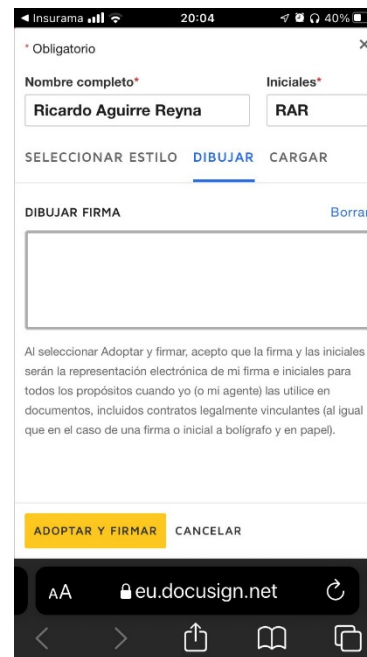 Insurama 20:04 40%
* Obligatorio
Nombre completo* Iniciales*
Ricardo Aguirre Reyna RAR
SELECCIONAR ESTILO DIBUJAR CARGAR
DIBUJAR FIRMA Borrar
Al seleccionar Adoptar y firmar, acepto que la firma y las iniciales
serán la representación electrónica de mi firma e iniciales para
todos los propósitos cuando yo (o mi agente) las utilice en
documentos, incluidos contratos legalmente vinculantes (al igual
que en el caso de una firma o inicial a bolígrafo y en papel).
ADOPTAR Y FIRMAR CANCELAR
AA eu.docusign.net